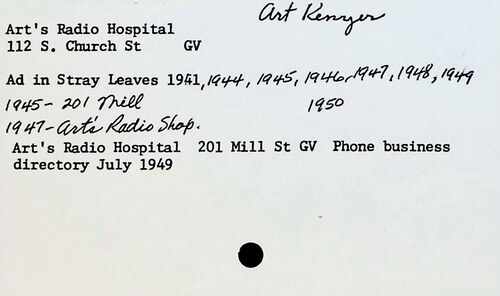 Art Kenyer
Art's Radio Hospital
112 S. Church St GV
Ad in Stray Leaves 1941, 1944, 1945, 1946, 1947, 1948, 1949
1945- 201 Mill 1950
1947- Art's Radio Shop.
Art's Radio Hospital 201 Mill St GV Phone business
directory July 1949